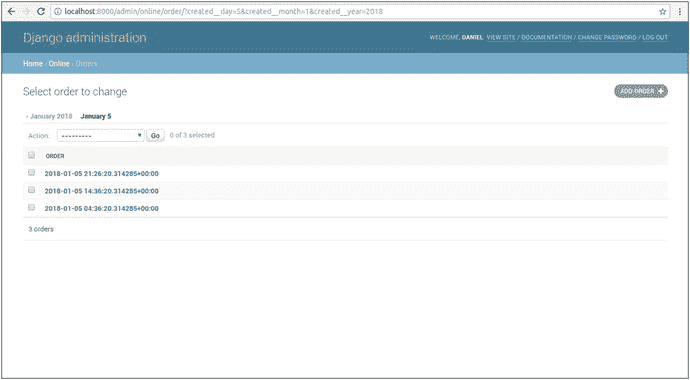 localhost:8000/admin/online/order/?created__day=5&created__month=1&created__year=2018
Django administration
WELCOME, DANIEL. VIEW SITE / DOCUMENTATION / CHANGE PASSWORD / LOG OUT
Home › Online › Orders
Select order to change
ADD ORDER +
‹ January 2018 January 5
Action: --------- Go 0 of 3 selected
ORDER
2018-01-05 21:26:20.314285+00:00
2018-01-05 14:36:20.314285+00:00
2018-01-05 04:36:20.314285+00:00
3 orders